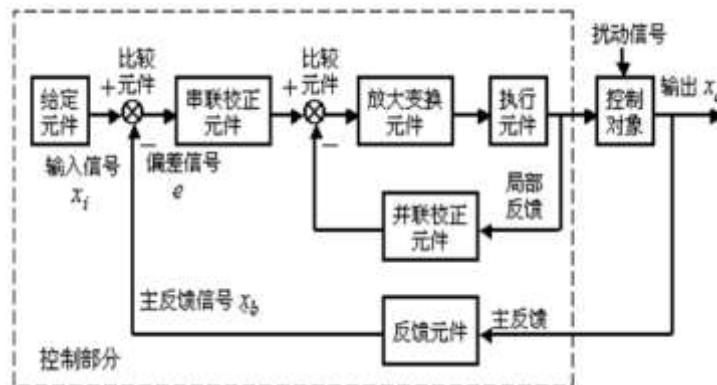 扰动信号
比较
元件
比较
元件
+
+
给定
元件
串联校正
元件
放大变换
元件
执行
元件
控制
对象
输出 x
输入信号
x_i
−
偏差信号
e
−
局部
反馈
并联校正
元件
主反馈信号 x_b
反馈元件
主反馈
控制部分